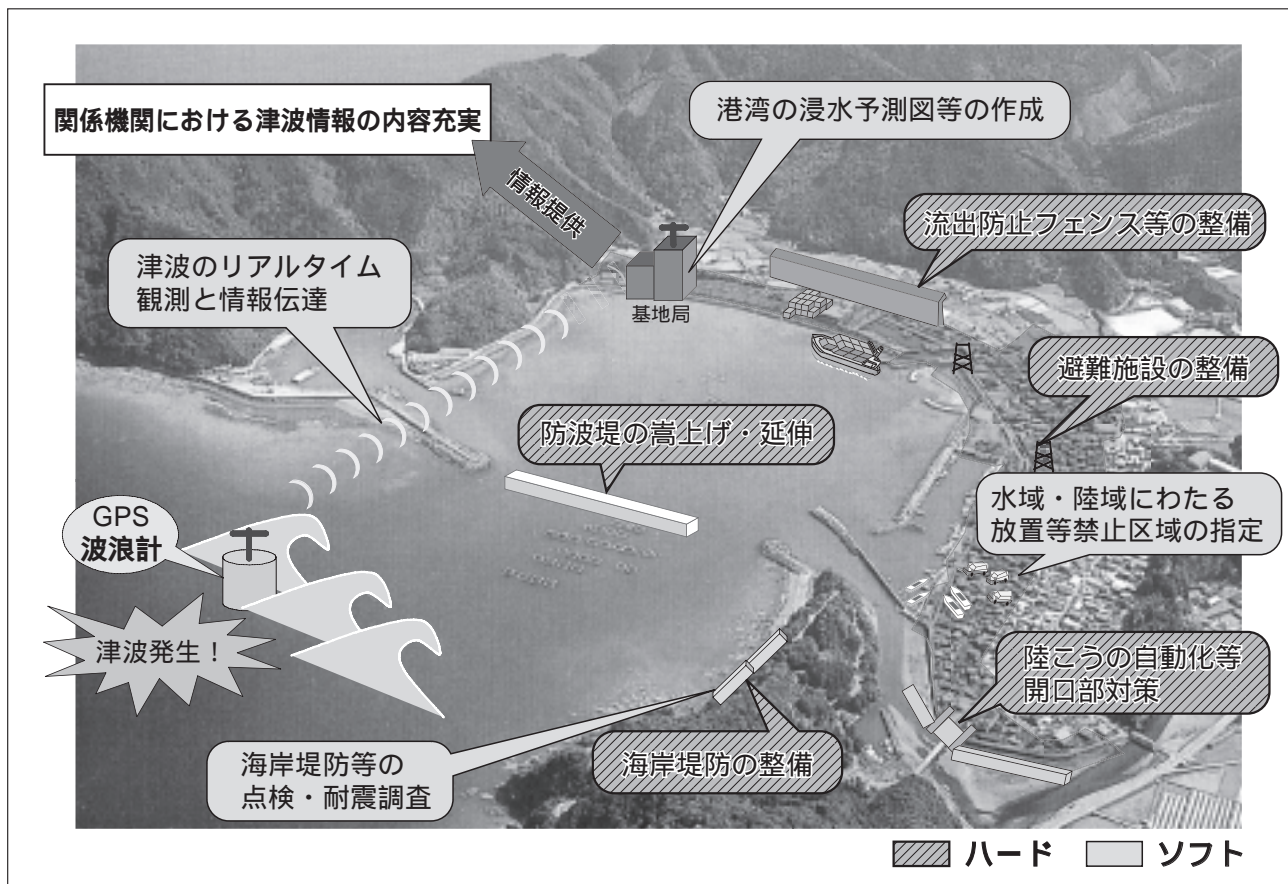 関係機関における津波情報の内容充実
港湾の浸水予測図等の作成
情報提供
流出防止フェンス等の整備
津波のリアルタイム
観測と情報伝達
基地局
避難施設の整備
防波堤の嵩上げ・延伸
水域・陸域にわたる
放置等禁止区域の指定
GPS
波浪計
津波発生！
陸こうの自動化等
開口部対策
海岸堤防等の
点検・耐震調査
海岸堤防の整備
ハード
ソフト